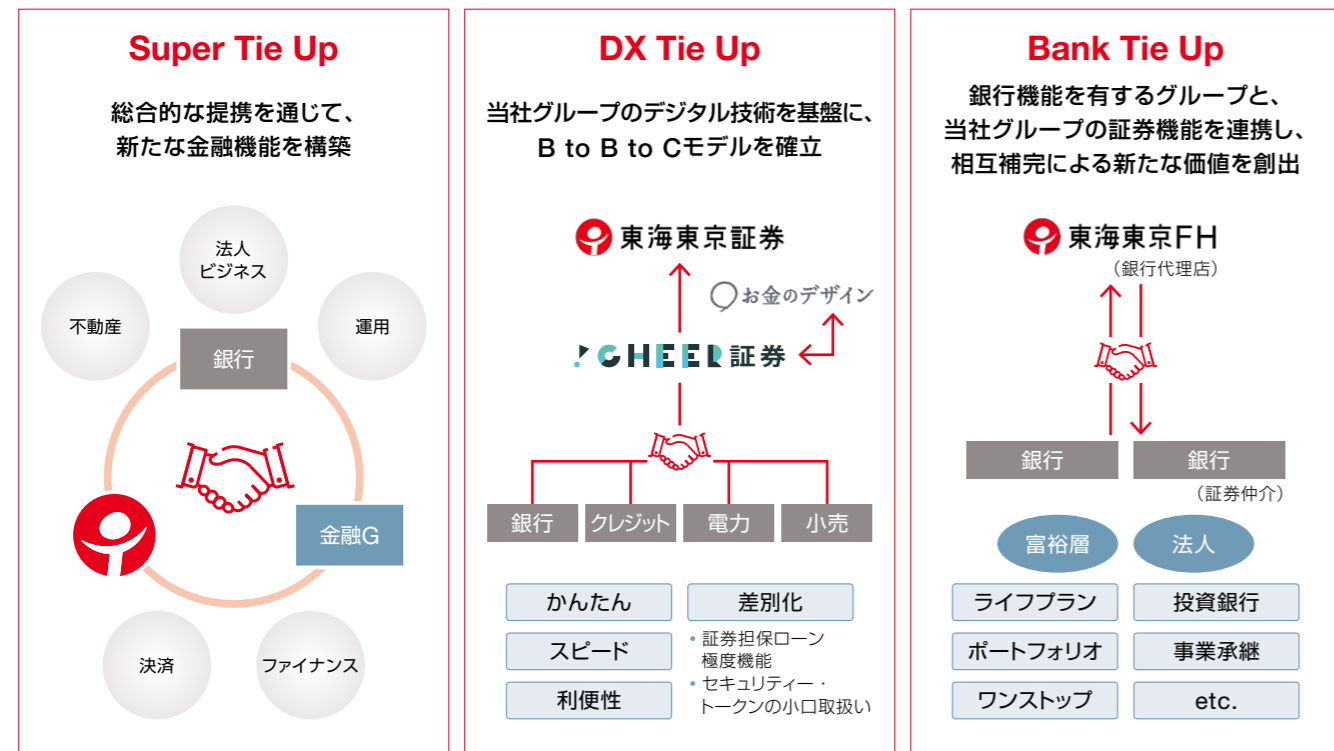 Super Tie Up
総合的な提携を通じて、
新たな金融機能を構築
法人
ビジネス
不動産
運用
銀行
金融G
決済
ファイナンス
DX Tie Up
当社グループのデジタル技術を基盤に、
B to B to Cモデルを確立
東海東京証券
お金のデザイン
CHEER証券
銀行
クレジット
電力
小売
かんたん
スピード
利便性
差別化
・証券担保ローン
極度機能
・セキュリティー・
トークンの小口取扱い
Bank Tie Up
銀行機能を有するグループと、
当社グループの証券機能を連携し、
相互補完による新たな価値を創出
東海東京FH
（銀行代理店）
銀行
銀行
（証券仲介）
富裕層
法人
ライフプラン
投資銀行
ポートフォリオ
事業承継
ワンストップ
etc.